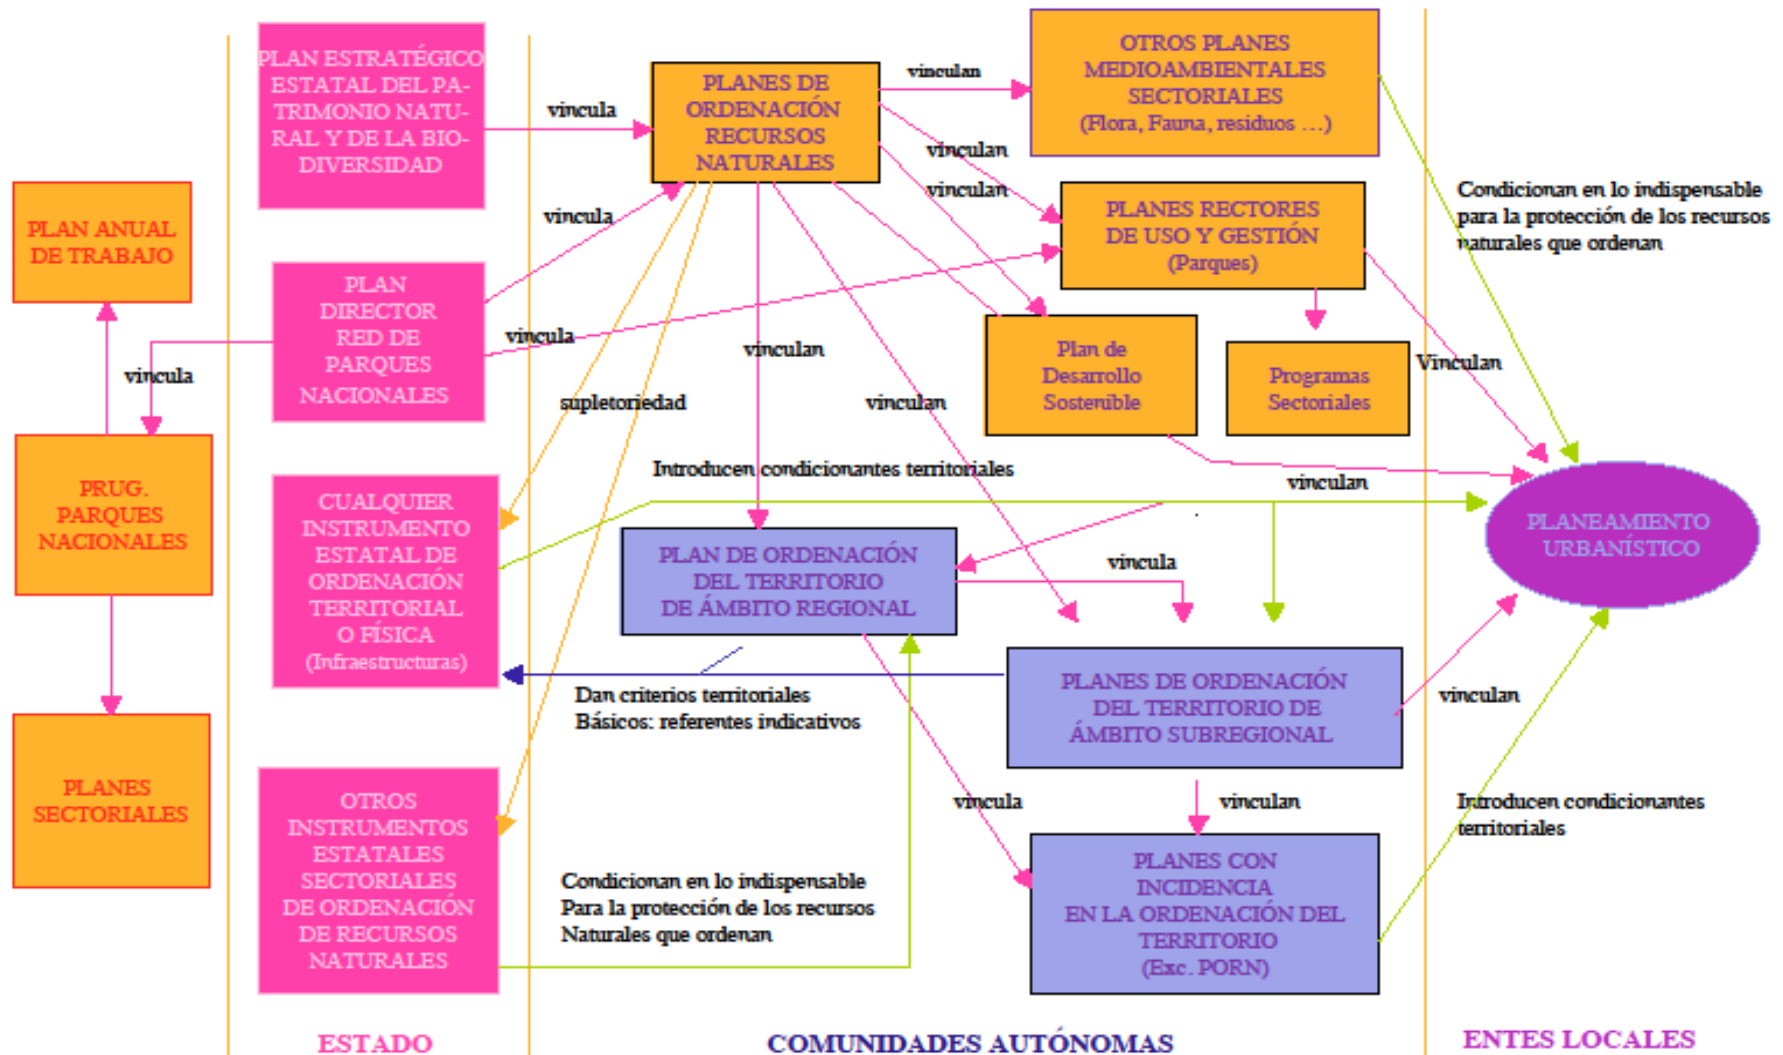 PLAN ANUAL
DE TRABAJO
vincula
PRUG.
PARQUES
NACIONALES
PLANES
SECTORIALES
PLAN ESTRATÉGICO
ESTATAL DEL PA-
TRIMONIO NATU-
RAL Y DE LA BIO-
DIVERSIDAD
PLAN
DIRECTOR
RED DE
PARQUES
NACIONALES
CUALQUIER
INSTRUMENTO
ESTATAL DE
ORDENACIÓN
TERRITORIAL
O FÍSICA
(Infraestructuras)
OTROS
INSTRUMENTOS
ESTATALES
SECTORIALES
DE ORDENACIÓN
DE RECURSOS
NATURALES
ESTADO
vincula
vincula
vincula
supletoriedad
PLANES DE
ORDENACIÓN
RECURSOS
NATURALES
vinculan
vinculan
vinculan
vinculan
vinculan
OTROS PLANES
MEDIOAMBIENTALES
SECTORIALES
(Flora, Fauna, residuos …)
PLANES RECTORES
DE USO Y GESTIÓN
(Parques)
Plan de
Desarrollo
Sostenible
Programas
Sectoriales
Introducen condicionantes territoriales
vinculan
PLAN DE ORDENACIÓN
DEL TERRITORIO
DE ÁMBITO REGIONAL
vincula
Dan criterios territoriales
Básicos: referentes indicativos
PLANES DE ORDENACIÓN
DEL TERRITORIO DE
ÁMBITO SUBREGIONAL
vincula
vinculan
Condicionan en lo indispensable
Para la protección de los recursos
Naturales que ordenan
PLANES CON
INCIDENCIA
EN LA ORDENACIÓN DEL
TERRITORIO
(Exc. PORN)
COMUNIDADES AUTÓNOMAS
Condicionan en lo indispensable
para la protección de los recursos
naturales que ordenan
Vinculan
PLANEAMIENTO
URBANÍSTICO
vinculan
Introducen condicionantes
territoriales
ENTES LOCALES